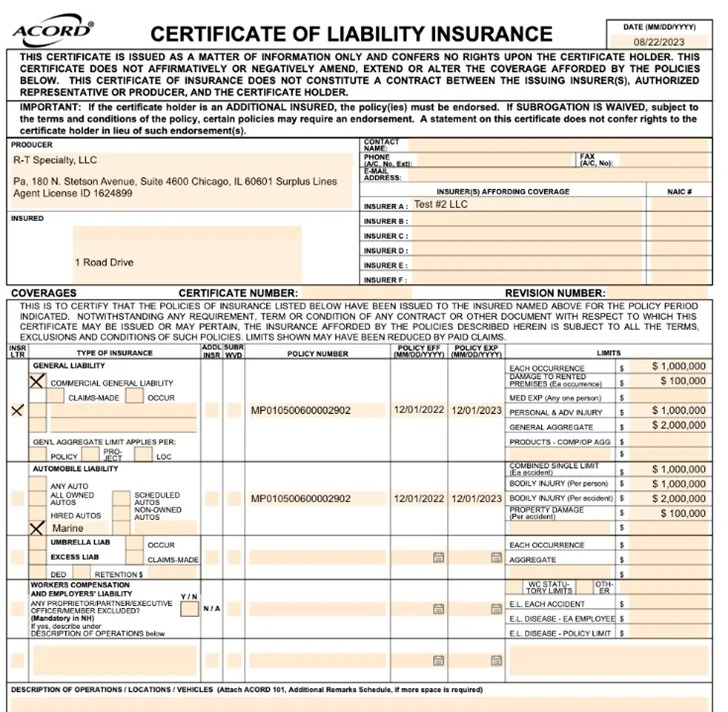 ACORD®
CERTIFICATE OF LIABILITY INSURANCE
DATE (MM/DD/YYYY)
08/22/2023
THIS CERTIFICATE IS ISSUED AS A MATTER OF INFORMATION ONLY AND CONFERS NO RIGHTS UPON THE CERTIFICATE HOLDER. THIS
CERTIFICATE DOES NOT AFFIRMATIVELY OR NEGATIVELY AMEND, EXTEND OR ALTER THE COVERAGE AFFORDED BY THE POLICIES
BELOW. THIS CERTIFICATE OF INSURANCE DOES NOT CONSTITUTE A CONTRACT BETWEEN THE ISSUING INSURER(S), AUTHORIZED
REPRESENTATIVE OR PRODUCER, AND THE CERTIFICATE HOLDER.
IMPORTANT: If the certificate holder is an ADDITIONAL INSURED, the policy(ies) must be endorsed. If SUBROGATION IS WAIVED, subject to
the terms and conditions of the policy, certain policies may require an endorsement. A statement on this certificate does not confer rights to the
certificate holder in lieu of such endorsement(s).
PRODUCER
R-T Specialty, LLC
Pa, 180 N. Stetson Avenue, Suite 4600 Chicago, IL 60601 Surplus Lines
Agent License ID 1624899
CONTACT
NAME:
PHONE
(A/C, No, Ext):
FAX
(A/C, No):
E-MAIL
ADDRESS:
INSURER(S) AFFORDING COVERAGE NAIC #
INSURER A : Test #2 LLC
INSURED
1 Road Drive
INSURER B :
INSURER C :
INSURER D :
INSURER E :
INSURER F :
COVERAGES CERTIFICATE NUMBER: REVISION NUMBER:
THIS IS TO CERTIFY THAT THE POLICIES OF INSURANCE LISTED BELOW HAVE BEEN ISSUED TO THE INSURED NAMED ABOVE FOR THE POLICY PERIOD
INDICATED. NOTWITHSTANDING ANY REQUIREMENT, TERM OR CONDITION OF ANY CONTRACT OR OTHER DOCUMENT WITH RESPECT TO WHICH THIS
CERTIFICATE MAY BE ISSUED OR MAY PERTAIN, THE INSURANCE AFFORDED BY THE POLICIES DESCRIBED HEREIN IS SUBJECT TO ALL THE TERMS,
EXCLUSIONS AND CONDITIONS OF SUCH POLICIES. LIMITS SHOWN MAY HAVE BEEN REDUCED BY PAID CLAIMS.
INSR
LTR
TYPE OF INSURANCE
ADDL SUBR
INSR WVD
POLICY NUMBER
POLICY EFF
(MM/DD/YYYY)
POLICY EXP
(MM/DD/YYYY)
LIMITS
X
GENERAL LIABILITY
X COMMERCIAL GENERAL LIABILITY
CLAIMS-MADE OCCUR
GEN'L AGGREGATE LIMIT APPLIES PER:
POLICY PRO-
JECT LOC
MP010500600002902 12/01/2022 12/01/2023
EACH OCCURRENCE $ $ 1,000,000
DAMAGE TO RENTED
PREMISES (Ea occurrence) $ $ 100,000
MED EXP (Any one person) $
PERSONAL & ADV INJURY $ $ 1,000,000
GENERAL AGGREGATE $ $ 2,000,000
PRODUCTS - COMP/OP AGG $
$
AUTOMOBILE LIABILITY
ANY AUTO
ALL OWNED
AUTOS
SCHEDULED
AUTOS
HIRED AUTOS
NON-OWNED
AUTOS
X Marine
MP010500600002902 12/01/2022 12/01/2023
COMBINED SINGLE LIMIT
(Ea accident) $ $ 1,000,000
BODILY INJURY (Per person) $ $ 1,000,000
BODILY INJURY (Per accident) $ $ 2,000,000
PROPERTY DAMAGE
(Per accident) $ $ 100,000
$
UMBRELLA LIAB OCCUR
EXCESS LIAB CLAIMS-MADE
DED RETENTION $
EACH OCCURRENCE $
AGGREGATE $
$
WORKERS COMPENSATION
AND EMPLOYERS' LIABILITY
Y / N
ANY PROPRIETOR/PARTNER/EXECUTIVE
OFFICER/MEMBER EXCLUDED?
(Mandatory in NH)
If yes, describe under
DESCRIPTION OF OPERATIONS below
N / A
WC STATU-
TORY LIMITS
OTH-
ER
E.L. EACH ACCIDENT $
E.L. DISEASE - EA EMPLOYEE $
E.L. DISEASE - POLICY LIMIT $
DESCRIPTION OF OPERATIONS / LOCATIONS / VEHICLES (Attach ACORD 101, Additional Remarks Schedule, if more space is required)